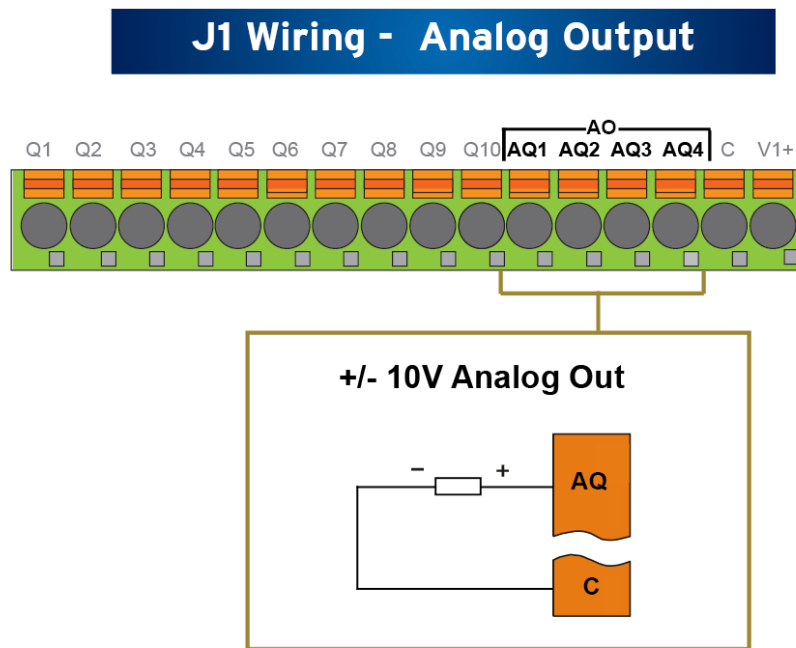 J1 Wiring - Analog Output
AO
Q1 Q2 Q3 Q4 Q5 Q6 Q7 Q8 Q9 Q10 AQ1 AQ2 AQ3 AQ4 C V1+
+/- 10V Analog Out
− +
AQ
C